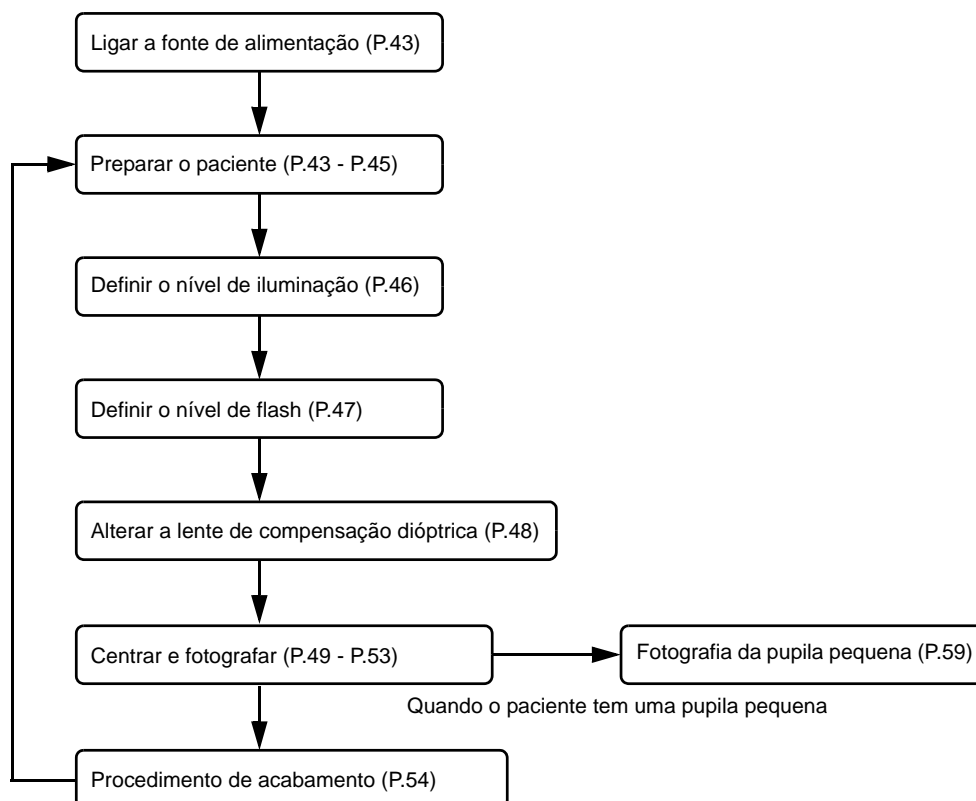 Ligar a fonte de alimentação (P.43)
Preparar o paciente (P.43 - P.45)
Definir o nível de iluminação (P.46)
Definir o nível de flash (P.47)
Alterar a lente de compensação dióptrica (P.48)
Centrar e fotografar (P.49 - P.53)
Fotografia da pupila pequena (P.59)
Quando o paciente tem uma pupila pequena
Procedimento de acabamento (P.54)